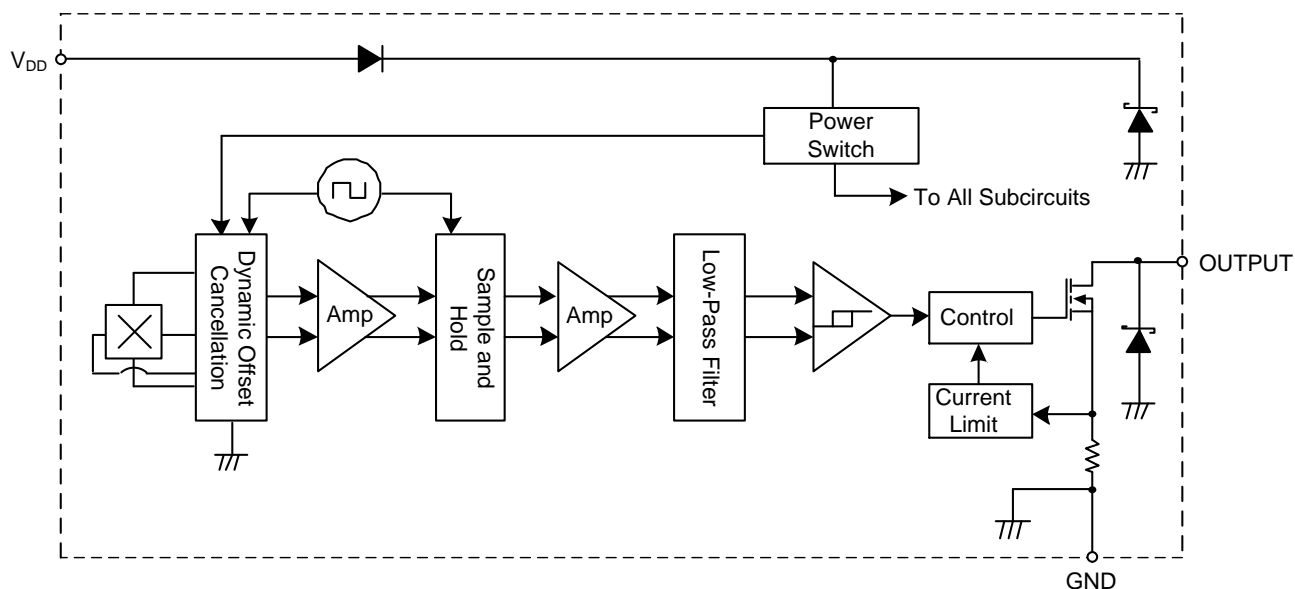 V_DD
Power
Switch
To All Subcircuits
Dynamic Offset
Cancellation
Amp
Sample and
Hold
Amp
Low-Pass Filter
Control
Current
Limit
OUTPUT
GND